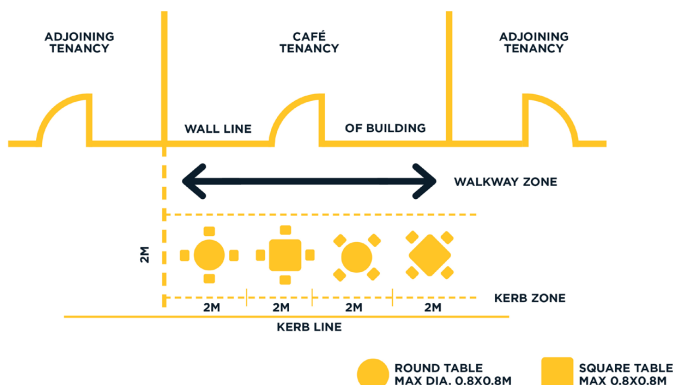 ADJOINING
TENANCY
CAFÉ
TENANCY
ADJOINING
TENANCY
WALL LINE
OF BUILDING
WALKWAY ZONE
2M
KERB ZONE
2M
2M
2M
2M
KERB LINE
ROUND TABLE
MAX DIA. 0.8X0.8M
SQUARE TABLE
MAX 0.8X0.8M